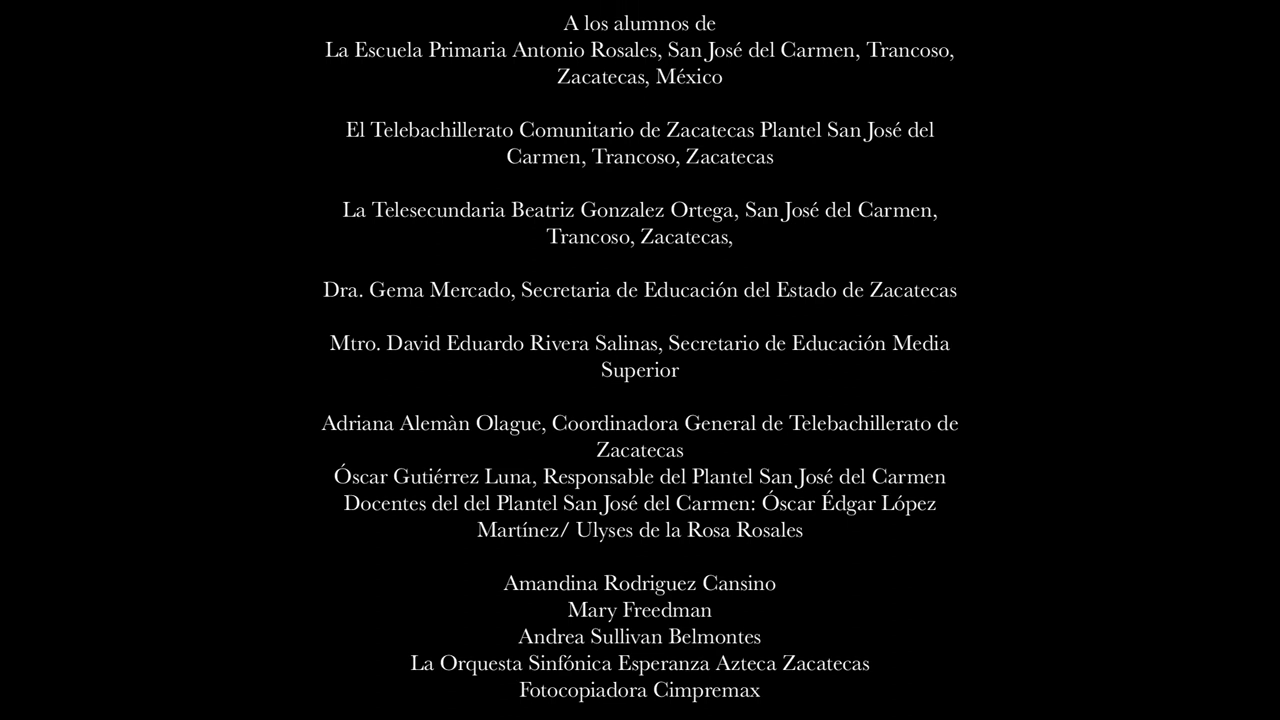 A los alumnos de
La Escuela Primaria Antonio Rosales, San José del Carmen, Trancoso,
Zacatecas, México
El Telebachillerato Comunitario de Zacatecas Plantel San José del
Carmen, Trancoso, Zacatecas
La Telesecundaria Beatriz Gonzalez Ortega, San José del Carmen,
Trancoso, Zacatecas,
Dra. Gema Mercado, Secretaria de Educación del Estado de Zacatecas
Mtro. David Eduardo Rivera Salinas, Secretario de Educación Media
Superior
Adriana Alemàn Olague, Coordinadora General de Telebachillerato de
Zacatecas
Óscar Gutiérrez Luna, Responsable del Plantel San José del Carmen
Docentes del del Plantel San José del Carmen: Óscar Édgar López
Martínez/ Ulyses de la Rosa Rosales
Amandina Rodriguez Cansino
Mary Freedman
Andrea Sullivan Belmontes
La Orquesta Sinfónica Esperanza Azteca Zacatecas
Fotocopiadora Cimpremax